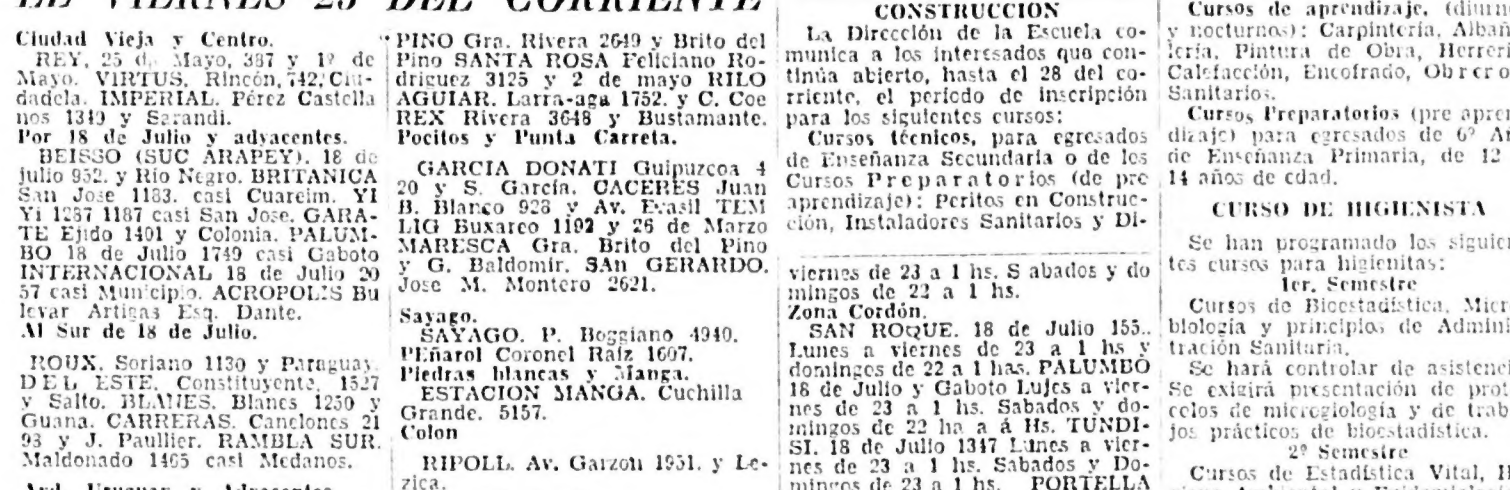 LE VIERNES 25 DEL CORRIENTE
Ciudad Vieja y Centro.
REY, 25 d. Mayo, 387 y 1º de
Mayo. VIRTUS, Rincón, 742, Ciu-
dadela. IMPERIAL. Pérez Castella
nos 1349 y Sarandi.
Por 18 de Julio y adyacentes.
BEISSO (SUC ARAPEY). 18 de
julio 952. y Rio Negro. BRITANICA
San Jose 1183. casi Cuareim. YI
Yi 1287 1187 casi San Jose. GARA-
TE Ejido 1401 y Colonia. PALUM-
BO 18 de Julio 1749 casi Gaboto
INTERNACIONAL 18 de Julio 20
57 casi Municipio. ACROPOLIS Bu
levar Artigas Esq. Dante.
Al Sur de 18 de Julio.
ROUX. Soriano 1130 y Paraguay.
DEL ESTE. Constituyente. 1527
y Salto. BLANES. Blanes 1250 y
Guana. CARRERAS. Canelones 21
93 y J. Paullier. RAMBLA SUR.
Maldonado 1465 casi Medanos.
PINO Gra. Rivera 2649 y Brito del
Pino SANTA ROSA Feliciano Ro-
driguez 3125 y 2 de mayo RILO
AGUIAR. Larra-aga 1752. y C. Coe
REX Rivera 3648 y Bustamante.
Pocitos y Punta Carreta.
GARCIA DONATI Guipuzcoa 4
20 y S. García. CACERES Juan
B. Blanco 928 y Av. Brasil TEM
LIG Buxareo 1192 y 26 de Marzo
MARESCA Gra. Brito del Pino
y G. Baldomir. SAn GERARDO.
Jose M. Montero 2621.
Sayago.
SAYAGO. P. Boggiano 4940.
PEñarol Coronel Raíz 1607.
Piedras blancas y Manga.
ESTACION MANGA. Cuchilla
Grande. 5157.
Colon
RIPOLL. Av. Garzon 1951. y Le-
zica.
CONSTRUCCION
La Dirección de la Escuela co-
munica a los interesados que con-
tinúa abierto, hasta el 28 del co-
rriente, el período de inscripción
para los siguientes cursos:
Cursos técnicos, para egresados
de Enseñanza Secundaria o de los
Cursos Preparatorios (de pre
aprendizaje): Peritos en Construc-
ción, Instaladores Sanitarios y Di-
viernes de 23 a 1 hs. S abados y do
mingos de 22 a 1 hs.
Zona Cordón.
SAN ROQUE. 18 de Julio 155..
Lunes a viernes de 23 a 1 hs y
domingos de 22 a 1 has. PALUMBO
18 de Julio y Gaboto Lujes a vier-
nes de 23 a 1 hs. Sabados y do-
mingos de 22 ha a á Hs. TUNDI-
SI. 18 de Julio 1347 Lunes a vier-
nes de 23 a 1 hs. Sabados y Do-
mingos de 23 a 1 hs. PORTELLA
Cursos de aprendizaje, (diurn
y nocturnos): Carpintería, Albañ
lería, Pintura de Obra, Herrerí
Calefacción, Encofrado, Obrero
Sanitarios.
Cursos Preparatorios (pre apren
dizaje) para egresados de 6º Añ
de Enseñanza Primaria, de 12
14 años de edad.
CURSO DE HIGIENISTA
Se han programado los siguien
tes cursos para higienitas:
1er. Semestre
Cursos de Bioestadística, Micr
biología y principios de Admini
tración Sanitaria.
Se hará controlar de asistenci
Se exigirá presentación de prot
celos de micregiología y de trab
jos prácticos de bioestadística.
2º Semestre
Cursos de Estadística Vital, H